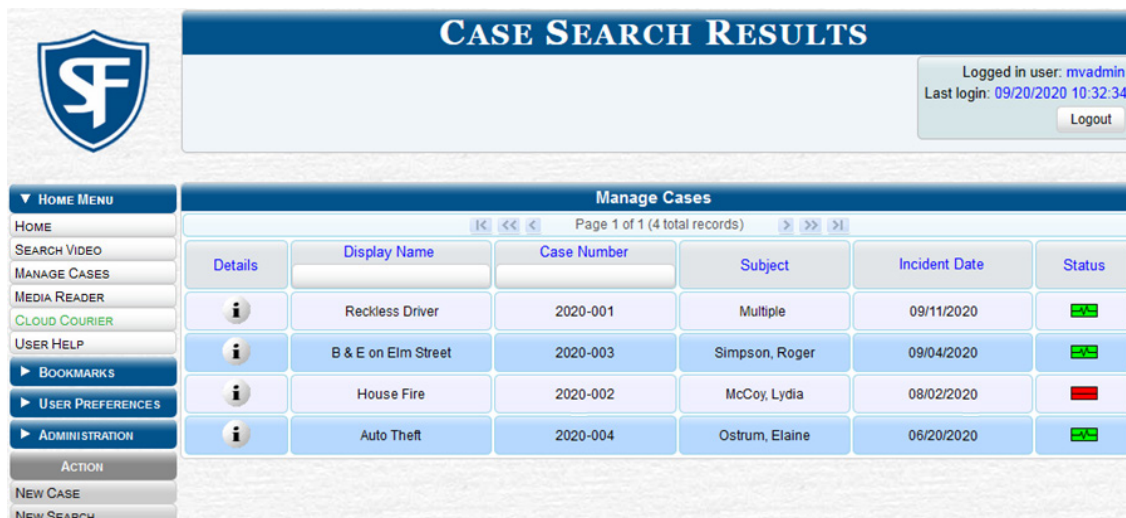 SF
CASE SEARCH RESULTS
Logged in user: mvadmin
Last login: 09/20/2020 10:32:34
Logout
▼ HOME MENU
HOME
SEARCH VIDEO
MANAGE CASES
MEDIA READER
CLOUD COURIER
USER HELP
▶ BOOKMARKS
▶ USER PREFERENCES
▶ ADMINISTRATION
ACTION
NEW CASE
NEW SEARCH
Manage Cases
|< << < Page 1 of 1 (4 total records) > >> >|
Details Display Name Case Number Subject Incident Date Status
i Reckless Driver 2020-001 Multiple 09/11/2020
i B & E on Elm Street 2020-003 Simpson, Roger 09/04/2020
i House Fire 2020-002 McCoy, Lydia 08/02/2020
i Auto Theft 2020-004 Ostrum, Elaine 06/20/2020